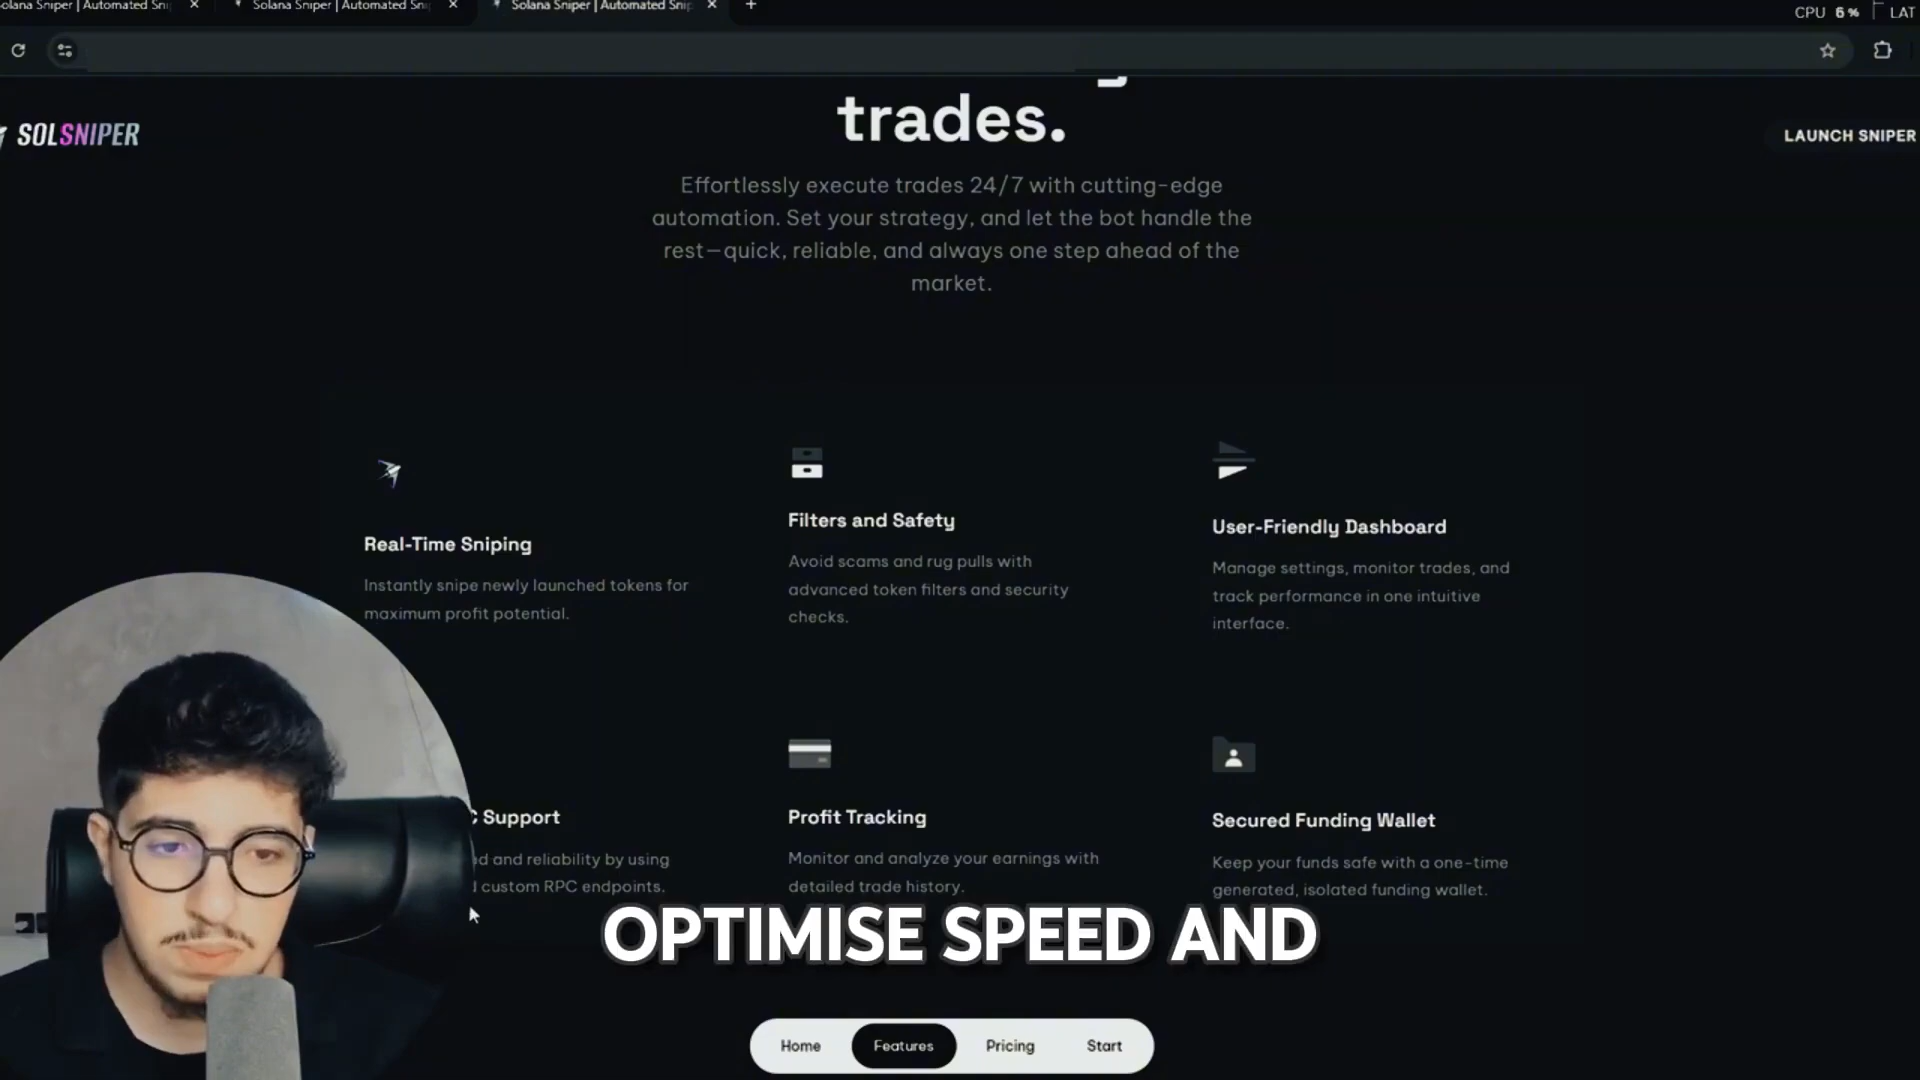 Solana Sniper | Automated Sni
Solana Sniper | Automated Sni
CPU 6% LAT
SOLSNIPER
LAUNCH SNIPER
trades.
Effortlessly execute trades 24/7 with cutting-edge
automation. Set your strategy, and let the bot handle the
rest—quick, reliable, and always one step ahead of the
market.
Real-Time Sniping
Instantly snipe newly launched tokens for
maximum profit potential.
Filters and Safety
Avoid scams and rug pulls with
advanced token filters and security
checks.
User-Friendly Dashboard
Manage settings, monitor trades, and
track performance in one intuitive
interface.
Support
and reliability by using
custom RPC endpoints.
Profit Tracking
Monitor and analyze your earnings with
detailed trade history.
Secured Funding Wallet
Keep your funds safe with a one-time
generated, isolated funding wallet.
OPTIMISE SPEED AND
Home Features Pricing Start